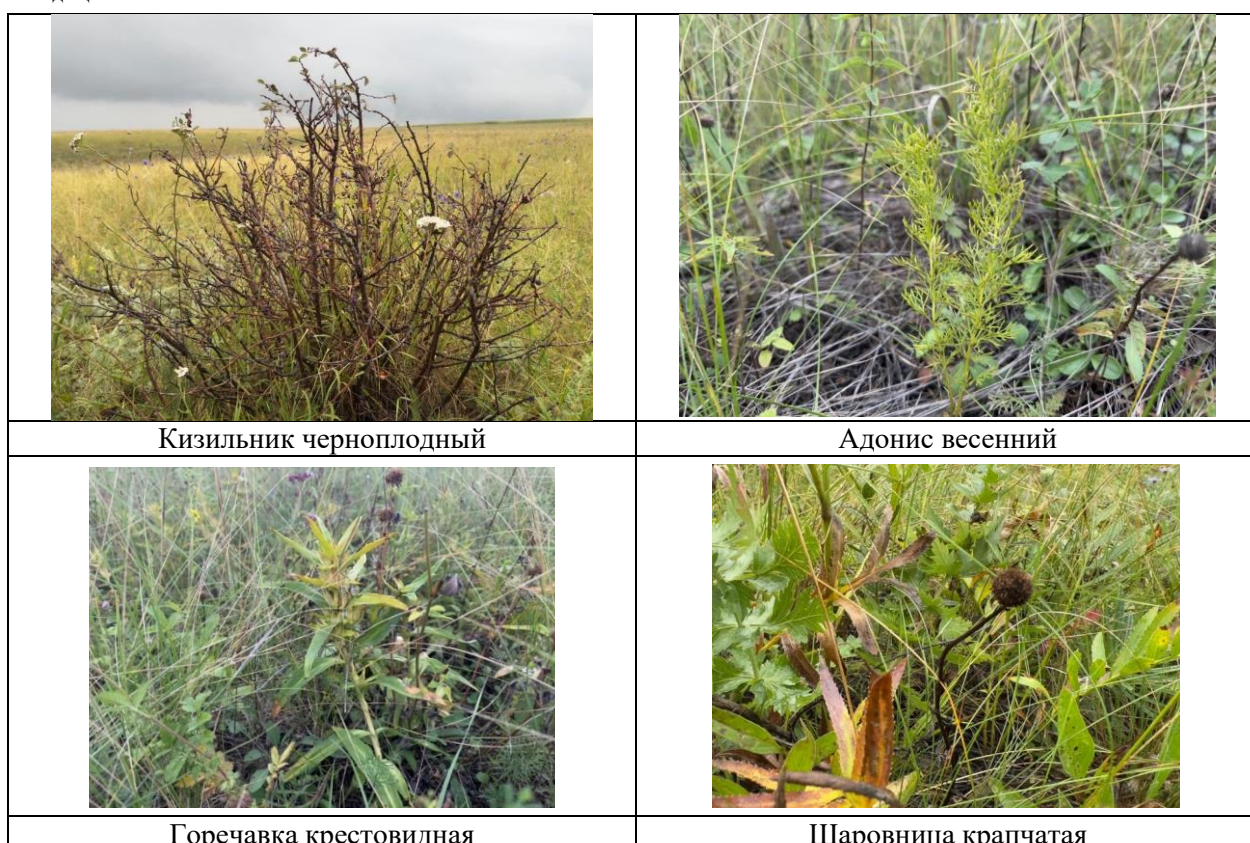 Кизильник черноплодный
Адонис весенний
Горечавка крестовидная
Шаровница крапчатая